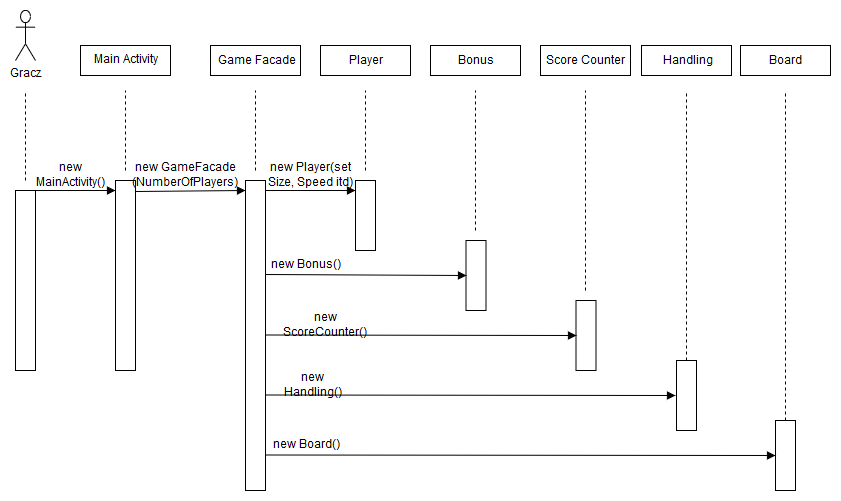 Gracz
Main Activity
Game Facade
Player
Bonus
Score Counter
Handling
Board
new
MainActivity()
new GameFacade
(NumberOfPlayers)
new Player(set
Size, Speed itd)
new Bonus()
new
ScoreCounter()
new
Handling()
new Board()